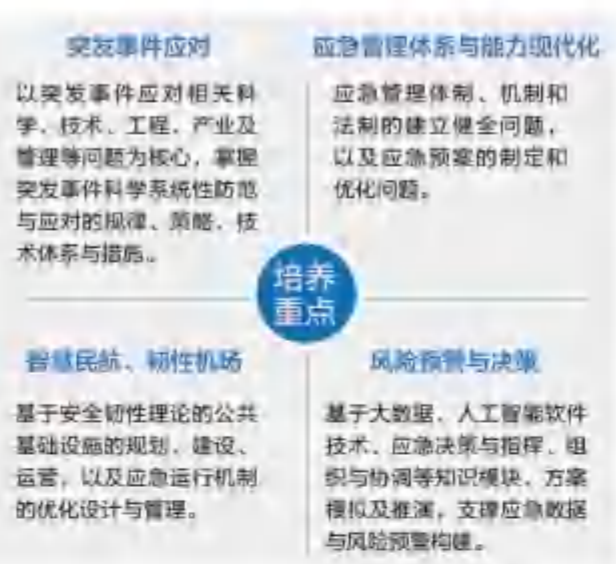 突发事件应对
以突发事件应对相关科
学、技术、工程、产业及
管理等问题为核心，掌握
突发事件科学系统性防范
与应对的规律、策略、技
术体系与措施。
应急管理体系与能力现代化
应急管理体制、机制和
法制的建立健全问题，
以及应急预案的制定和
优化问题。
培养
重点
智慧民航、韧性机场
基于安全韧性理论的公共
基础设施的规划、建设、
运营，以及应急运行机制
的优化设计与管理。
风险预警与决策
基于大数据、人工智能软件
技术、应急决策与指挥、组
织与协调等知识模块，方案
模拟及推演，支撑应急数据
与风险预警构建。